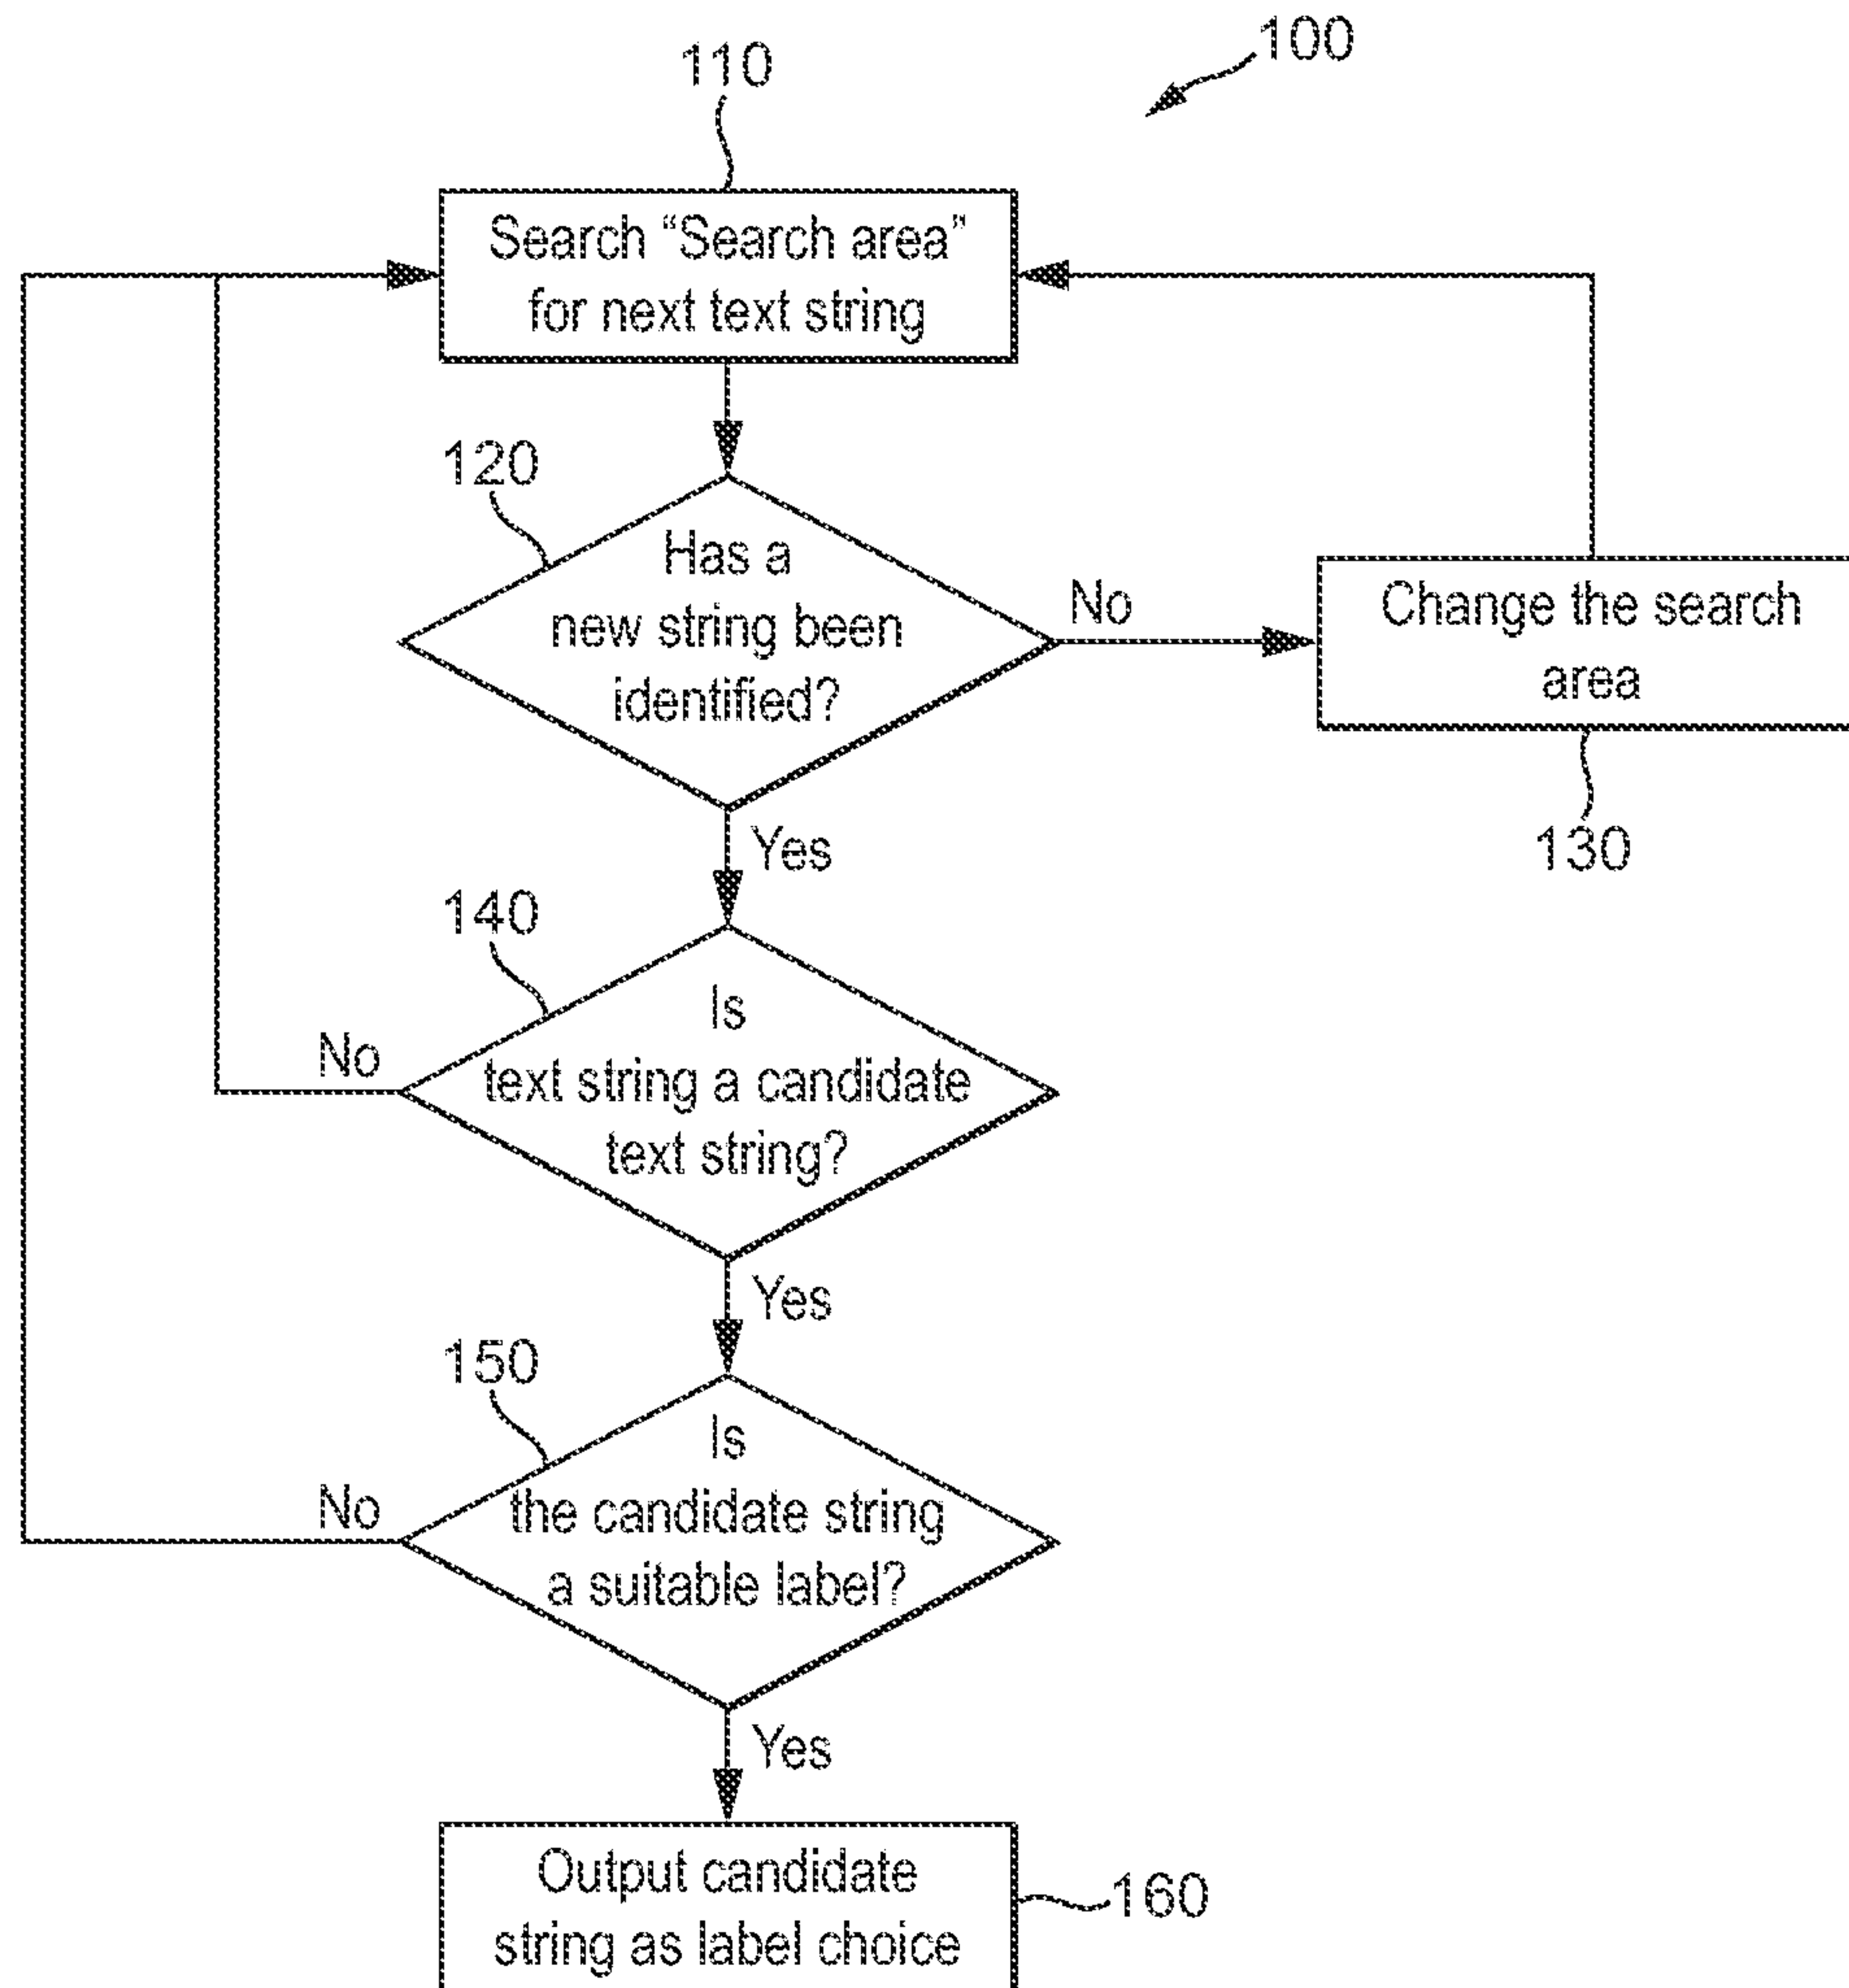 100
110
Search “Search area”
for next text string
120
Has a
new string been
identified?
No
Change the search
area
130
Yes
140
Is
text string a candidate
text string?
No
Yes
150
Is
the candidate string
a suitable label?
No
Yes
Output candidate
string as label choice
160